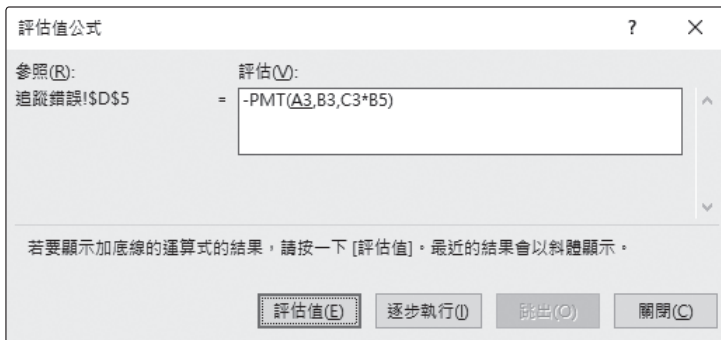 評估值公式 ? ×
參照(R): 評估(V):
追蹤錯誤!$D$5 = -PMT(A3,B3,C3*B5)
若要顯示加底線的運算式的結果，請按一下 [評估值]。最近的結果會以斜體顯示。
評估值(E) 逐步執行(I) 跳出(O) 關閉(C)